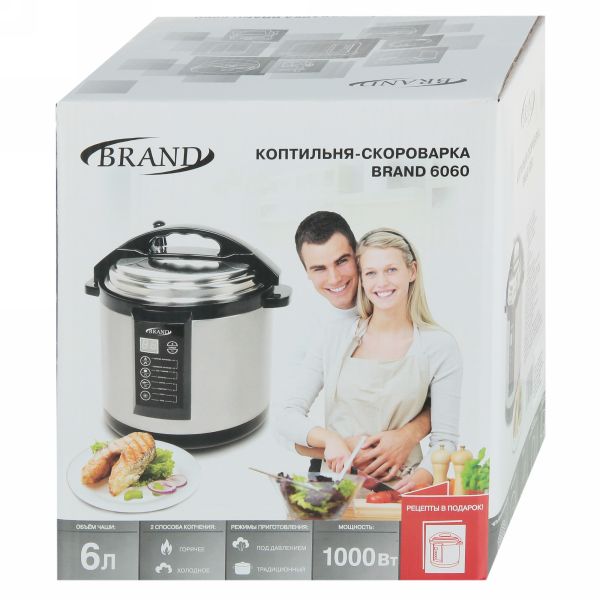 BRAND
BRAND
КОПТИЛЬНЯ-СКОРОВАРКА
BRAND 6060
BRAND
РЕЦЕПТЫ В ПОДАРОК!
ОБЪЁМ ЧАШИ:
6л
2 СПОСОБА КОПЧЕНИЯ:
ГОРЯЧЕЕ
ХОЛОДНОЕ
РЕЖИМЫ ПРИГОТОВЛЕНИЯ:
ПОД ДАВЛЕНИЕМ
ТРАДИЦИОННЫЙ
МОЩНОСТЬ:
1000Вт